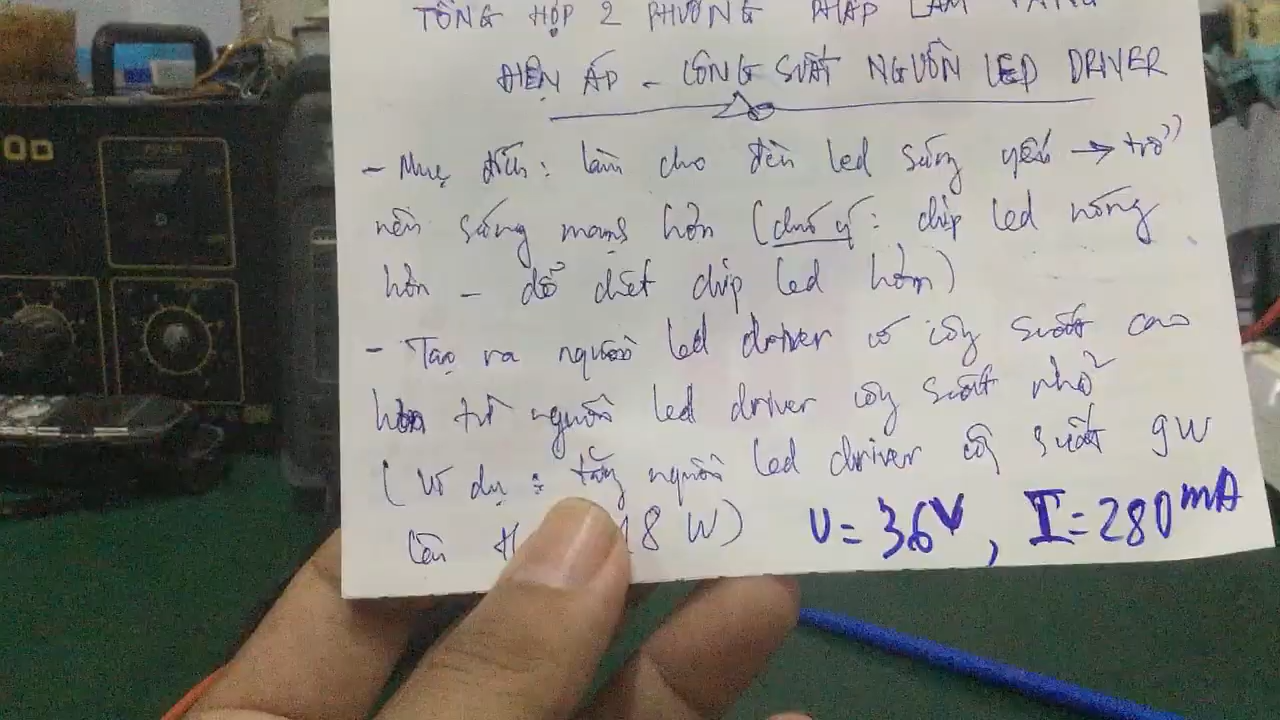 TỔNG HỢP 2 PHƯƠNG PHÁP LÀM TĂNG
ĐIỆN ÁP - CÔNG SUẤT NGUỒN LED DRIVER
- Mục đích: làm cho đèn led sáng yếu → trở
nên sáng mạnh hơn (chú ý: chip led nóng
hơn - dễ chết chip led hơn)
- Tạo ra nguồn led driver có công suất cao
hơn từ nguồn led driver công suất nhỏ
(Ví dụ: tăng nguồn led driver công suất 9W
lên 18 W) U = 36V, I = 280mA
OD